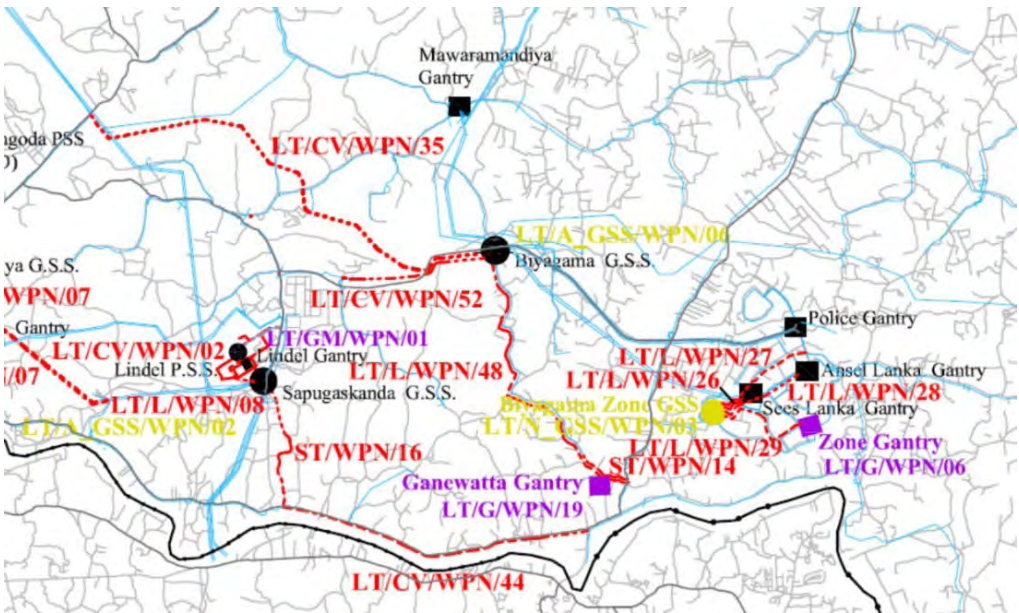 Mawaramandiya
Gantry
agoda PSS
LT/CV/WPN/35
LT/A_GSS/WPN/06
Biyagama G.S.S.
ya G.S.S.
WPN/07
LT/CV/WPN/52
Gantry
LT/GM/WPN/01
Police Gantry
LT/CV/WPN/02
Lindel Gantry
LT/L/WPN/27
Lindel P.S.S.
LT/L/WPN/48
LT/L/WPN/26
Ansel Lanka Gantry
/07
Sapugaskanda G.S.S.
LT/L/WPN/28
LT/L/WPN/08
Biyagama Zone GSS
Sees Lanka Gantry
LT/A_GSS/WPN/02
LT/N_GSS/WPN/03
LT/L/WPN/29
Zone Gantry
ST/WPN/16
ST/WPN/14
LT/G/WPN/06
Ganewatta Gantry
LT/G/WPN/19
LT/CV/WPN/44